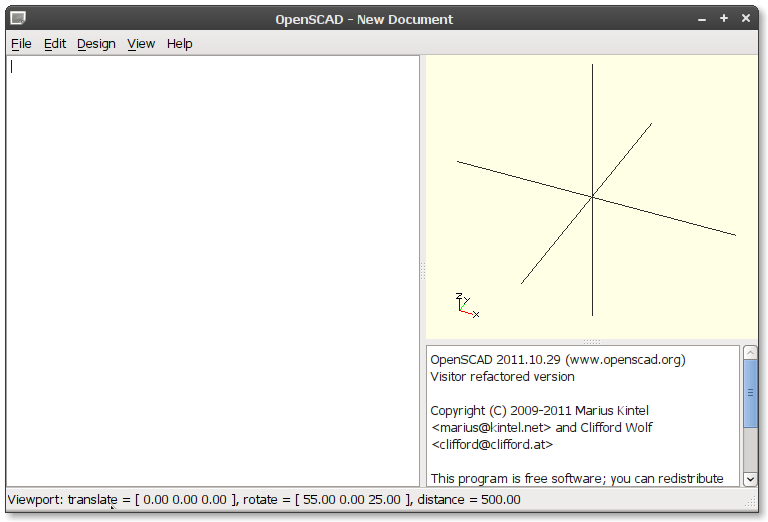 OpenSCAD - New Document
File Edit Design View Help
Z
Y
X
OpenSCAD 2011.10.29 (www.openscad.org)
Visitor refactored version
Copyright (C) 2009-2011 Marius Kintel
<marius@kintel.net> and Clifford Wolf
<clifford@clifford.at>
This program is free software; you can redistribute
Viewport: translate = [ 0.00 0.00 0.00 ], rotate = [ 55.00 0.00 25.00 ], distance = 500.00